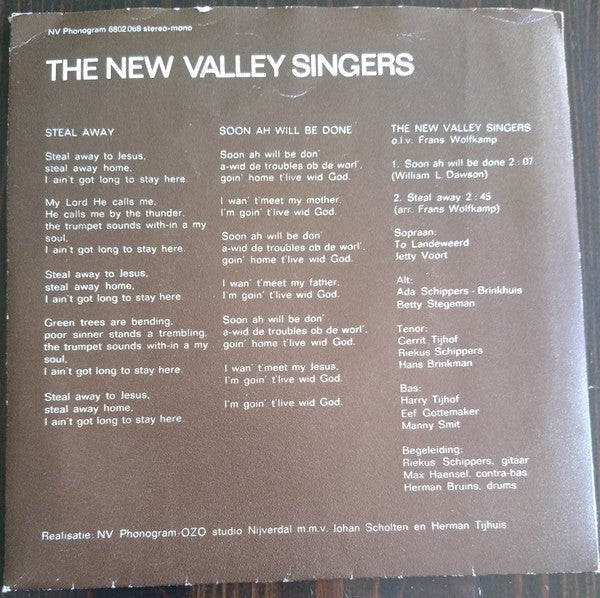 NV Phonogram 6802 068 stereo-mono
THE NEW VALLEY SINGERS
STEAL AWAY
Steal away to Jesus,
steal away home,
I ain't got long to stay here.
My Lord He calls me,
He calls me by the thunder,
the trumpet sounds with-in a my
soul,
I ain't got long to stay here.
Steal away to Jesus,
steal away home,
I ain't got long to stay here.
Green trees are bending,
poor sinner stands a trembling,
the trumpet sounds with-in a my
soul,
I ain't got long to stay here.
Steal away to Jesus,
steal away home,
I ain't got long to stay here.
SOON AH WILL BE DONE
Soon ah will be don'
a-wid de troubles ob de worl',
goin' home t'live wid God.
I wan' t'meet my mother,
I'm goin' t'live wid God.
Soon ah will be don'
a-wid de troubles ob de worl',
goin' home t'live wid God.
I wan' t'meet my father,
I'm goin' t'live wid God.
Soon ah will be don'
a-wid de troubles ob de worl',
goin' home t'live wid God.
I wan' t'meet my Jesus,
I'm goin' t'live wid God.
I'm goin' t'live wid God.
THE NEW VALLEY SINGERS
o.l.v. Frans Wolfkamp
1. Soon ah will be done 2 : 07
(William L. Dawson)
2. Steal away 2 : 45
(arr. Frans Wolfkamp)
Sopraan:
To Landeweerd
Jetty Voort
Alt:
Ada Schippers-Brinkhuis
Betty Stegeman
Tenor:
Gerrit Tijhof
Riekus Schippers
Hans Brinkman
Bas:
Harry Tijhof
Eef Gottemaker
Manny Smit
Begeleiding:
Riekus Schippers, gitaar
Max Haensel, contra-bas
Herman Bruins, drums
Realisatie: NV Phonogram-OZO studio Nijverdal m.m.v. Johan Scholten en Herman Tijhuis